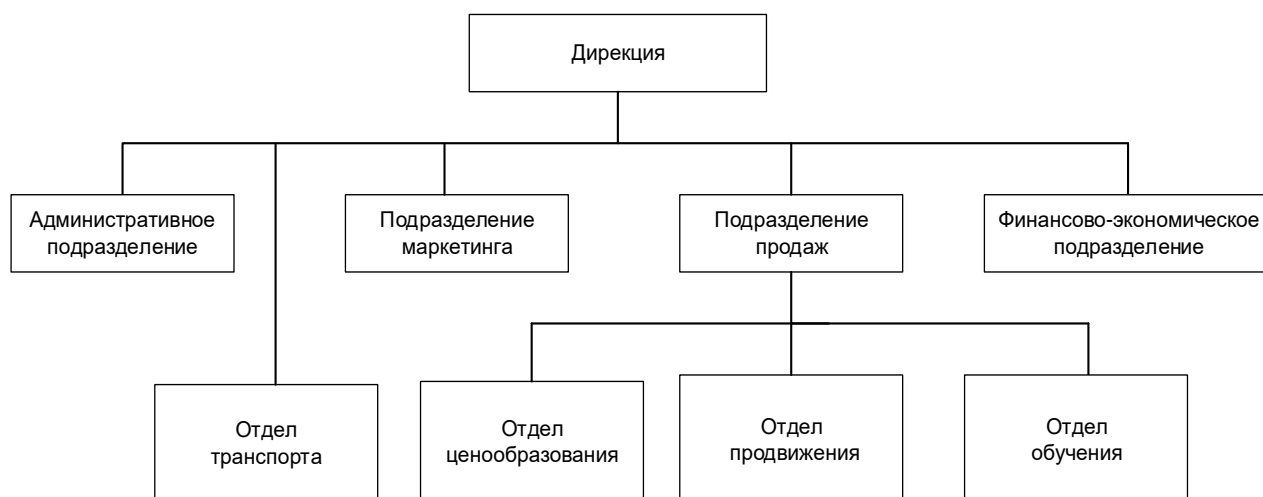 Дирекция
Административное
подразделение
Подразделение
маркетинга
Подразделение
продаж
Финансово-экономическое
подразделение
Отдел
транспорта
Отдел
ценообразования
Отдел
продвижения
Отдел
обучения